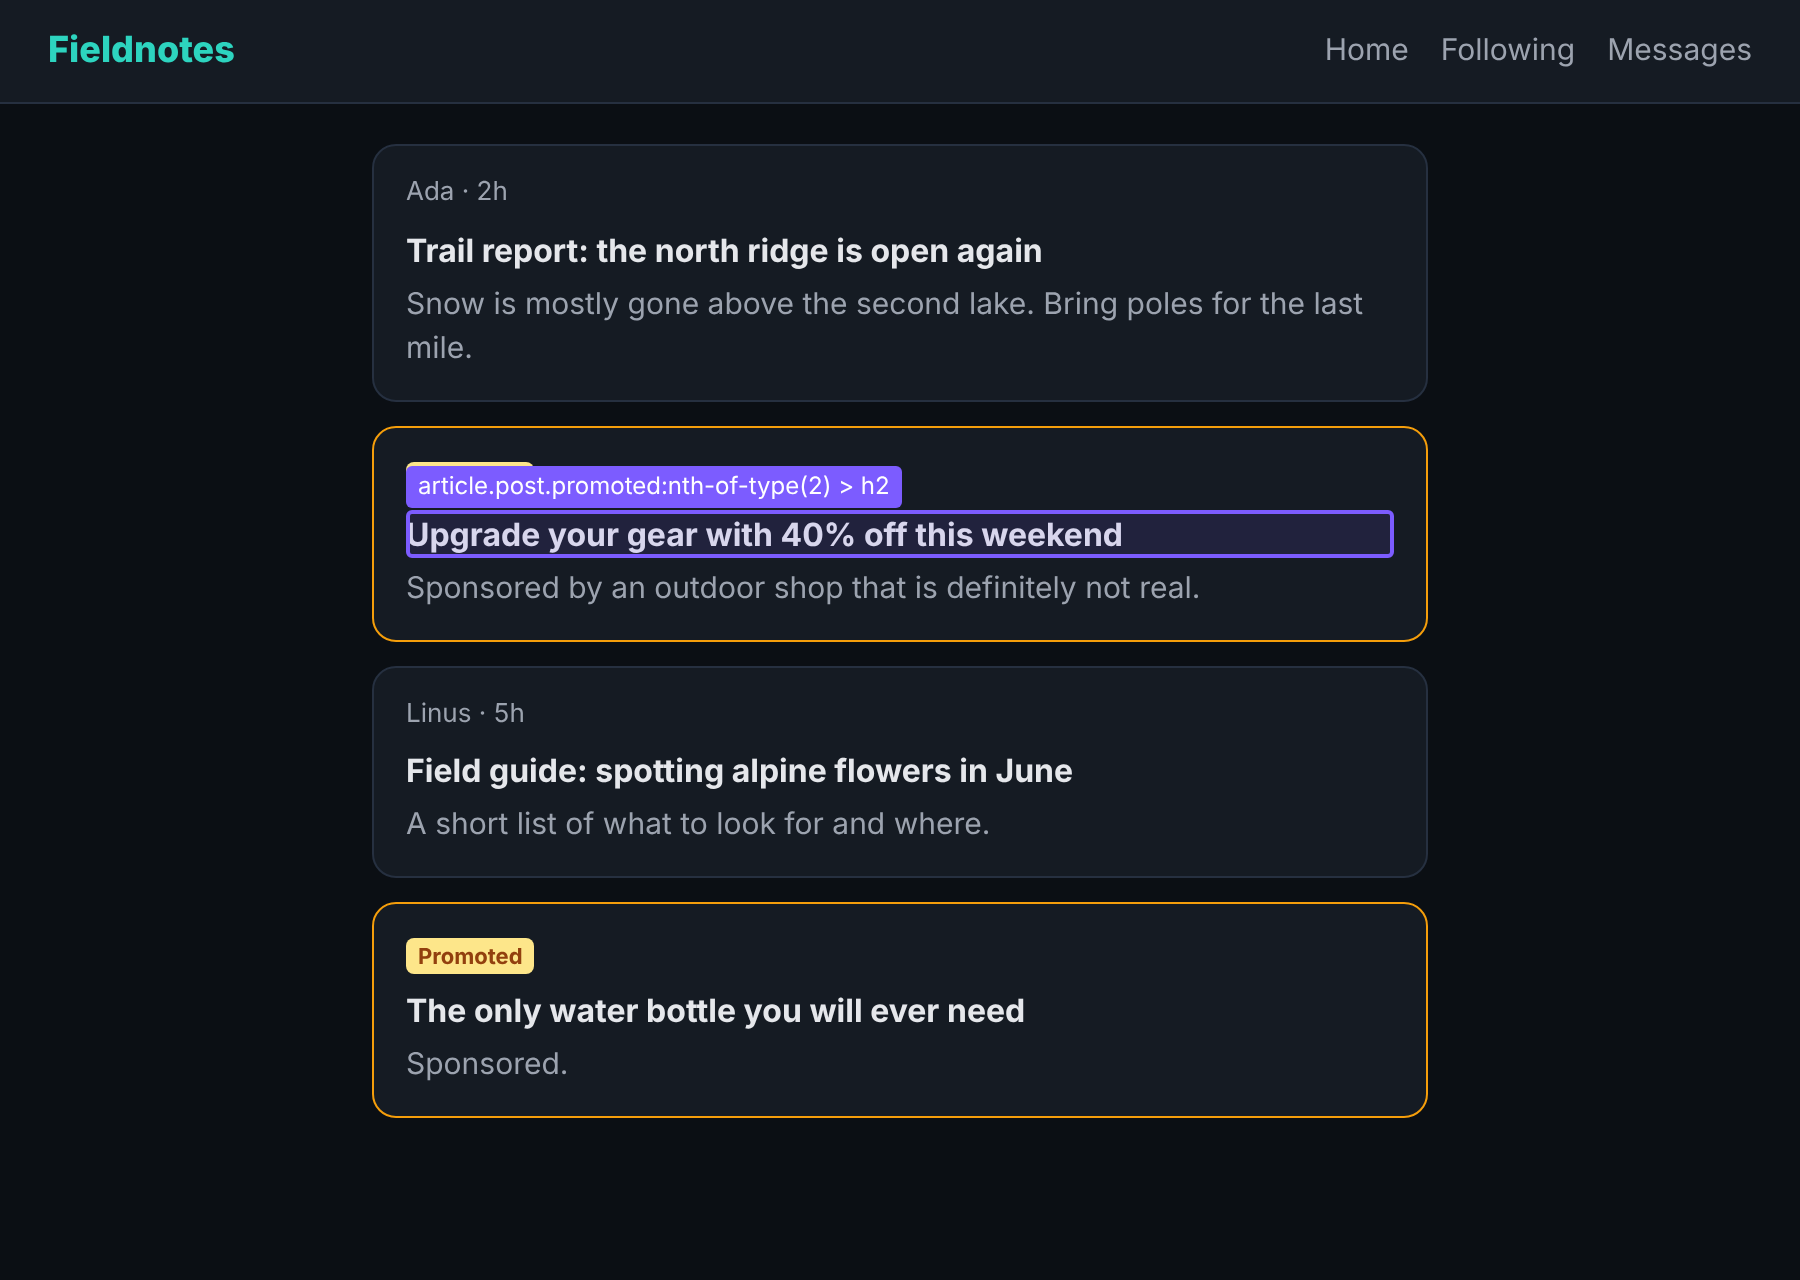 Fieldnotes
Home Following Messages
Ada · 2h
Trail report: the north ridge is open again
Snow is mostly gone above the second lake. Bring poles for the last
mile.
article.post.promoted:nth-of-type(2) > h2
Upgrade your gear with 40% off this weekend
Sponsored by an outdoor shop that is definitely not real.
Linus · 5h
Field guide: spotting alpine flowers in June
A short list of what to look for and where.
Promoted
The only water bottle you will ever need
Sponsored.